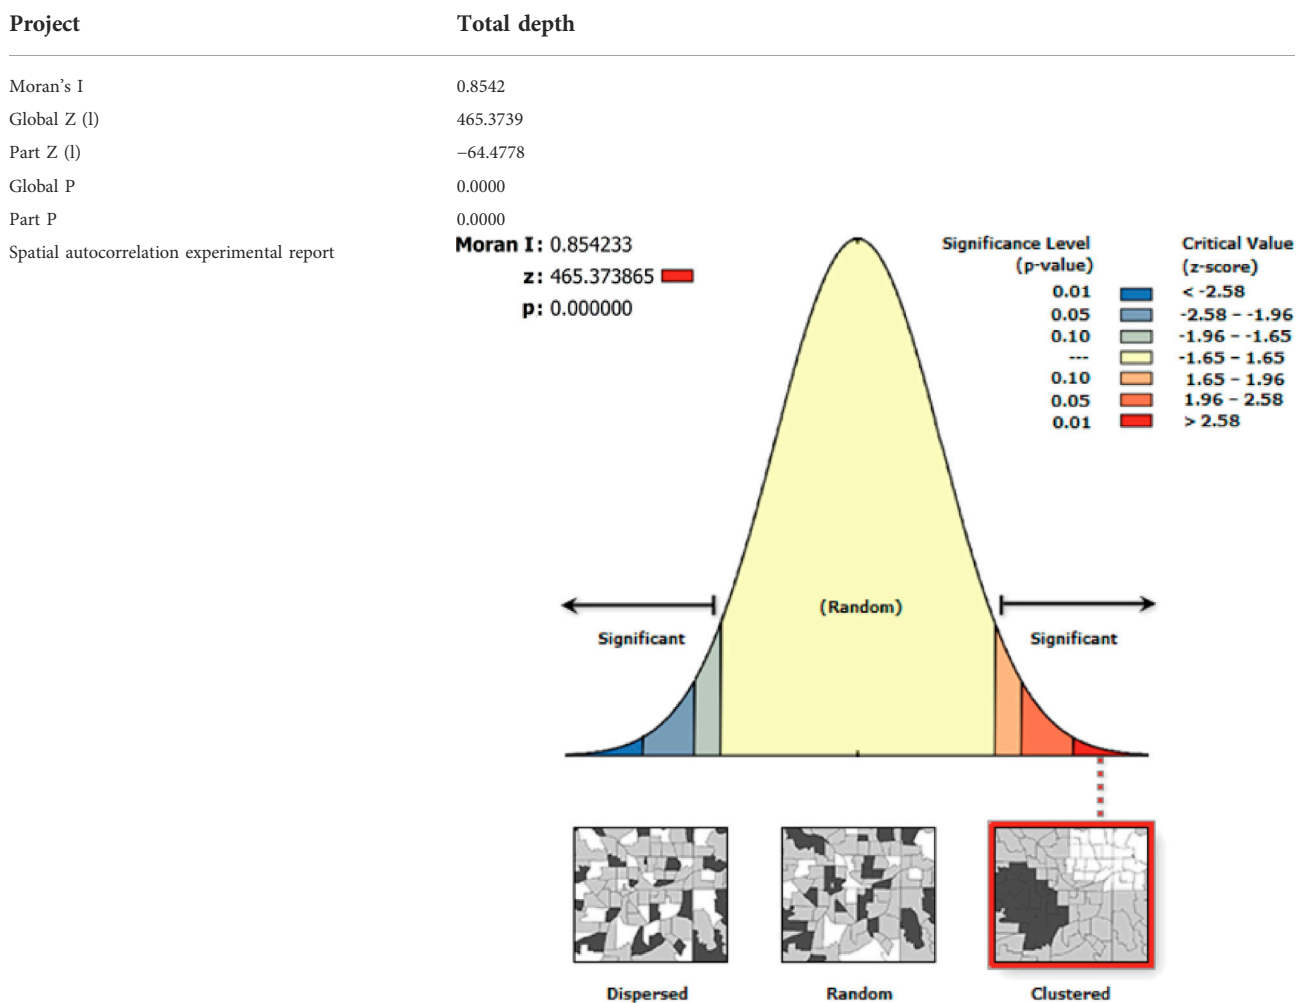 Project Total depth
Moran's I 0.8542
Global Z (l) 465.3739
Part Z (l) −64.4778
Global P 0.0000
Part P 0.0000
Spatial autocorrelation experimental report
Moran I: 0.854233
z: 465.373865
p: 0.000000
Significance Level (p-value) Critical Value (z-score)
0.01 < -2.58
0.05 -2.58 – -1.96
0.10 -1.96 – -1.65
--- -1.65 – 1.65
0.10 1.65 – 1.96
0.05 1.96 – 2.58
0.01 > 2.58
(Random)
Significant Significant
Dispersed Random Clustered